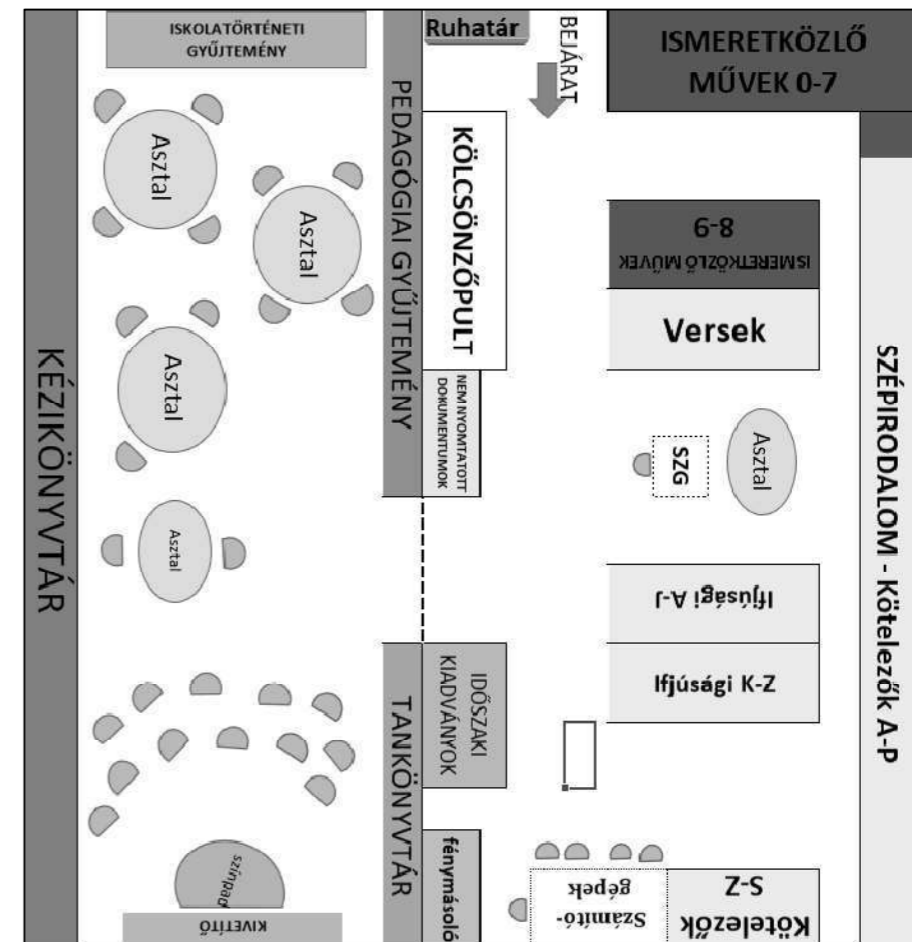 ISKOLATÖRTÉNETI
GYŰJTEMÉNY
Ruhatár
BEJÁRAT
ISMERETKÖZLŐ
MŰVEK 0-7
Asztal
Asztal
PEDAGÓGIAI GYŰJTEMÉNY
KÖLCSÖNZŐPULT
ISMERETKÖZLŐ MŰVEK
8-9
Versek
KÉZIKÖNYVTÁR
Asztal
NEM NYOMTATOTT
DOKUMENTUMOK
SZG
Asztal
SZÉPIRODALOM - Kötelezők A-P
Asztal
Ifjúsági A-J
Ifjúsági K-Z
TANKÖNYVTÁR
IDŐSZAKI
KIADVÁNYOK
színpad
KIVETÍTŐ
fénymásoló
Számító-
gépek
Kötelezők
S-Z